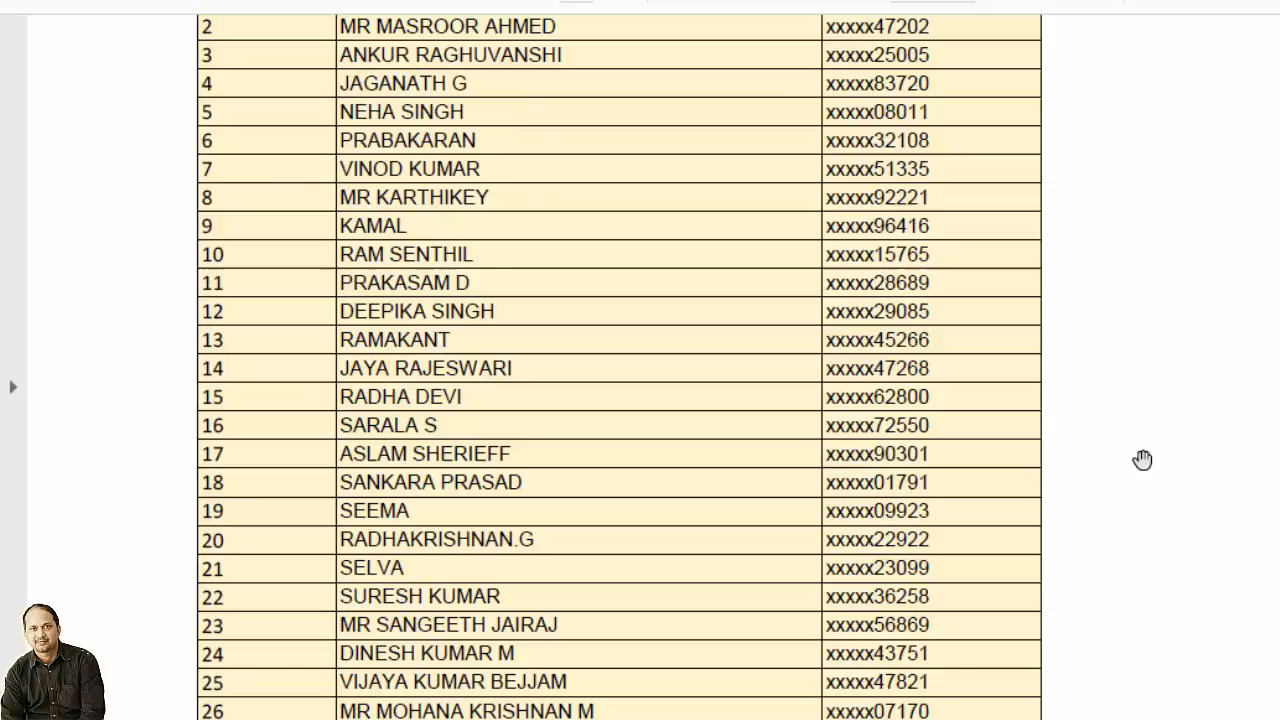 2 MR MASROOR AHMED xxxxx47202
3 ANKUR RAGHUVANSHI xxxxx25005
4 JAGANATH G xxxxx83720
5 NEHA SINGH xxxxx08011
6 PRABAKARAN xxxxx32108
7 VINOD KUMAR xxxxx51335
8 MR KARTHIKEY xxxxx92221
9 KAMAL xxxxx96416
10 RAM SENTHIL xxxxx15765
11 PRAKASAM D xxxxx28689
12 DEEPIKA SINGH xxxxx29085
13 RAMAKANT xxxxx45266
14 JAYA RAJESWARI xxxxx47268
15 RADHA DEVI xxxxx62800
16 SARALA S xxxxx72550
17 ASLAM SHERIEFF xxxxx90301
18 SANKARA PRASAD xxxxx01791
19 SEEMA xxxxx09923
20 RADHAKRISHNAN.G xxxxx22922
21 SELVA xxxxx23099
22 SURESH KUMAR xxxxx36258
23 MR SANGEETH JAIRAJ xxxxx56869
24 DINESH KUMAR M xxxxx43751
25 VIJAYA KUMAR BEJJAM xxxxx47821
26 MR MOHANA KRISHNAN M xxxxx07170